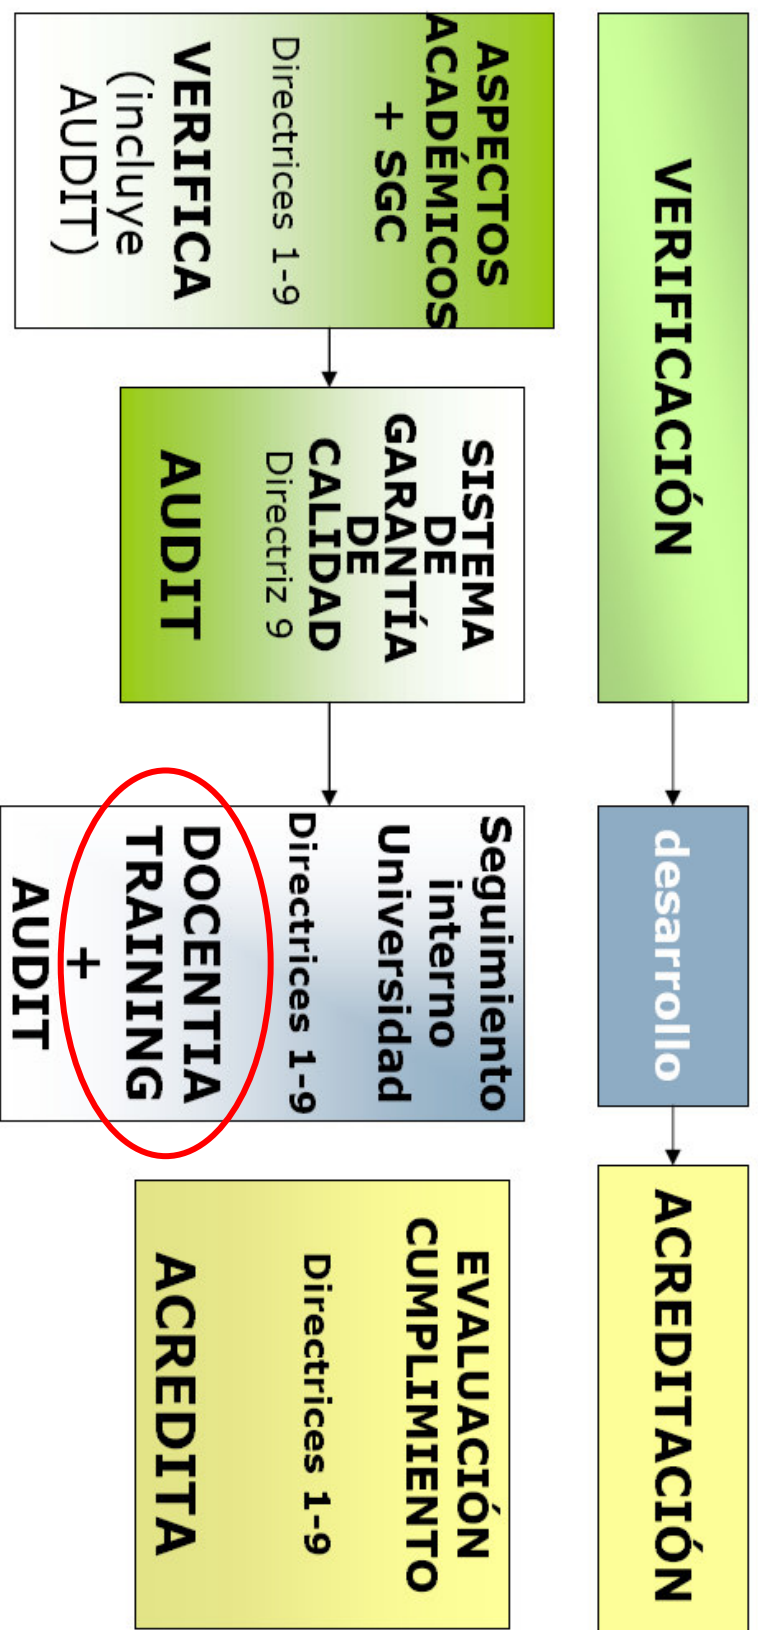 VERIFICACIÓN
desarrollo
ACREDITACIÓN
ASPECTOS
ACADÉMICOS
+ SGC
Directrices 1-9
VERIFICA
(incluye
AUDIT)
SISTEMA
DE
GARANTÍA
DE
CALIDAD
Directriz 9
AUDIT
Seguimiento
interno
Universidad
Directrices 1-9
DOCENTIA
TRAINING
+
AUDIT
EVALUACIÓN
CUMPLIMIENTO
Directrices 1-9
ACREDITA